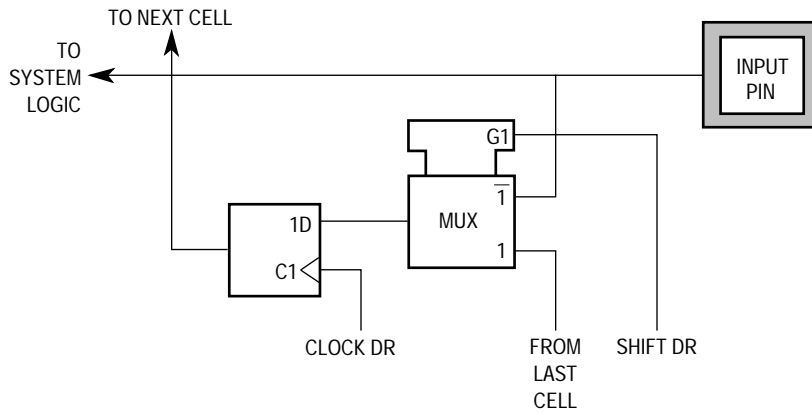 TO NEXT CELL
TO
SYSTEM
LOGIC
INPUT
PIN
G1
1
MUX
1
1D
C1
CLOCK DR
FROM
LAST
CELL
SHIFT DR